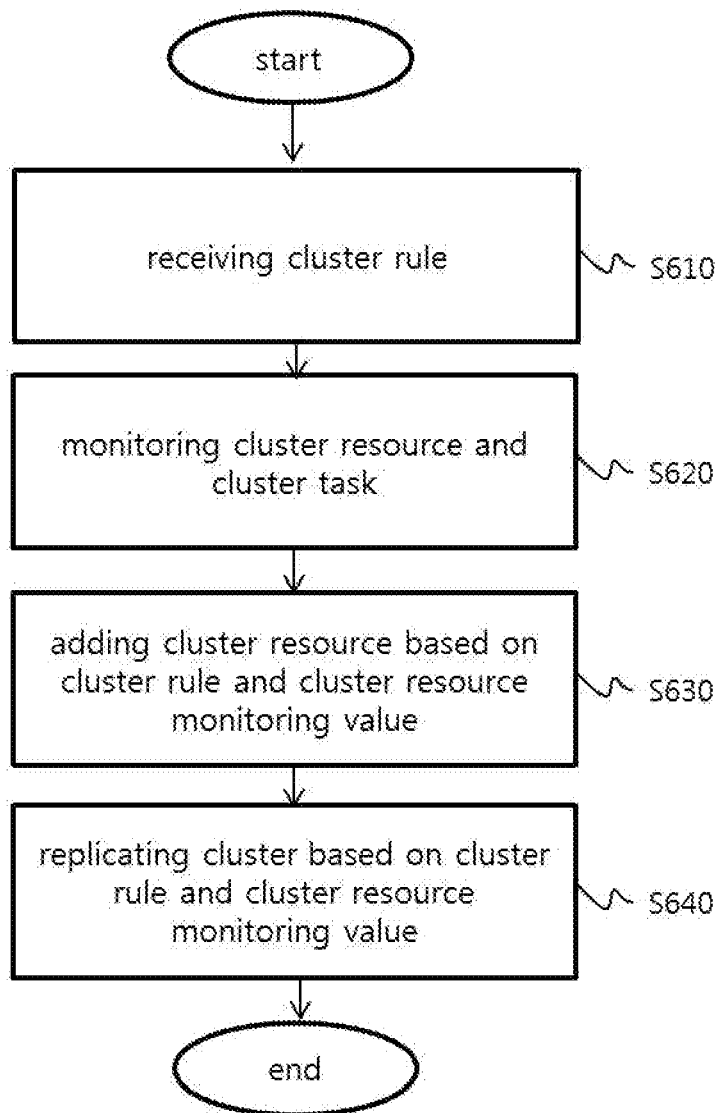 start
receiving cluster rule
S610
monitoring cluster resource and
cluster task
S620
adding cluster resource based on
cluster rule and cluster resource
monitoring value
S630
replicating cluster based on cluster
rule and cluster resource
monitoring value
S640
end